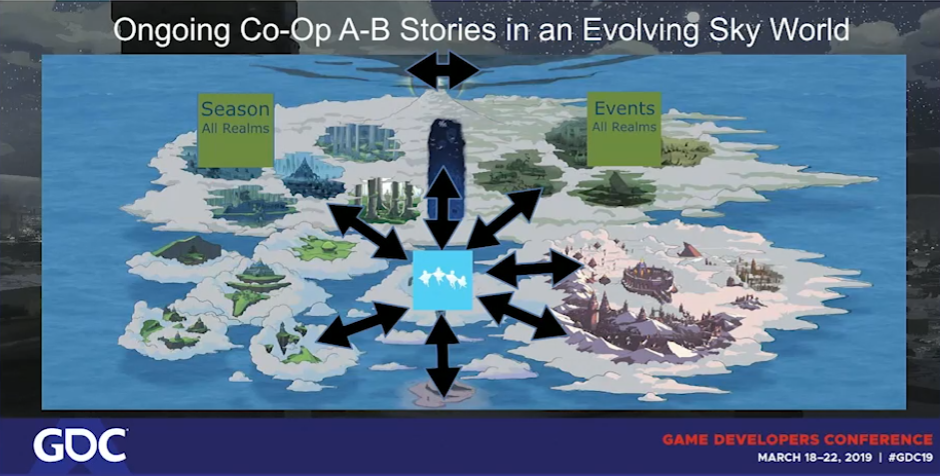 Ongoing Co-Op A-B Stories in an Evolving Sky World
Season
All Realms
Events
All Realms
GDC
GAME DEVELOPERS CONFERENCE
MARCH 18–22, 2019 | #GDC19